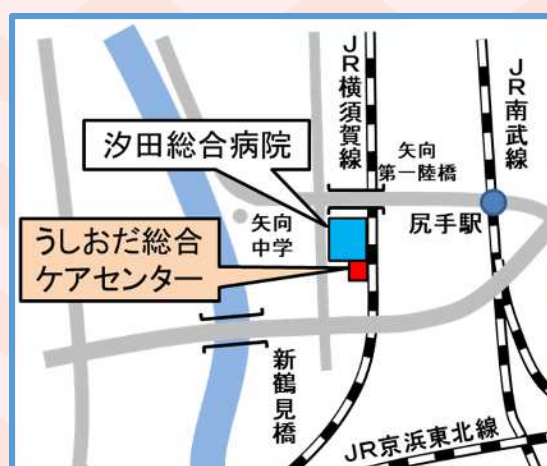 JR横須賀線
JR南武線
汐田総合病院
矢向
第一陸橋
尻手駅
矢向
中学
うしおだ総合
ケアセンター
新鶴見橋
JR京浜東北線